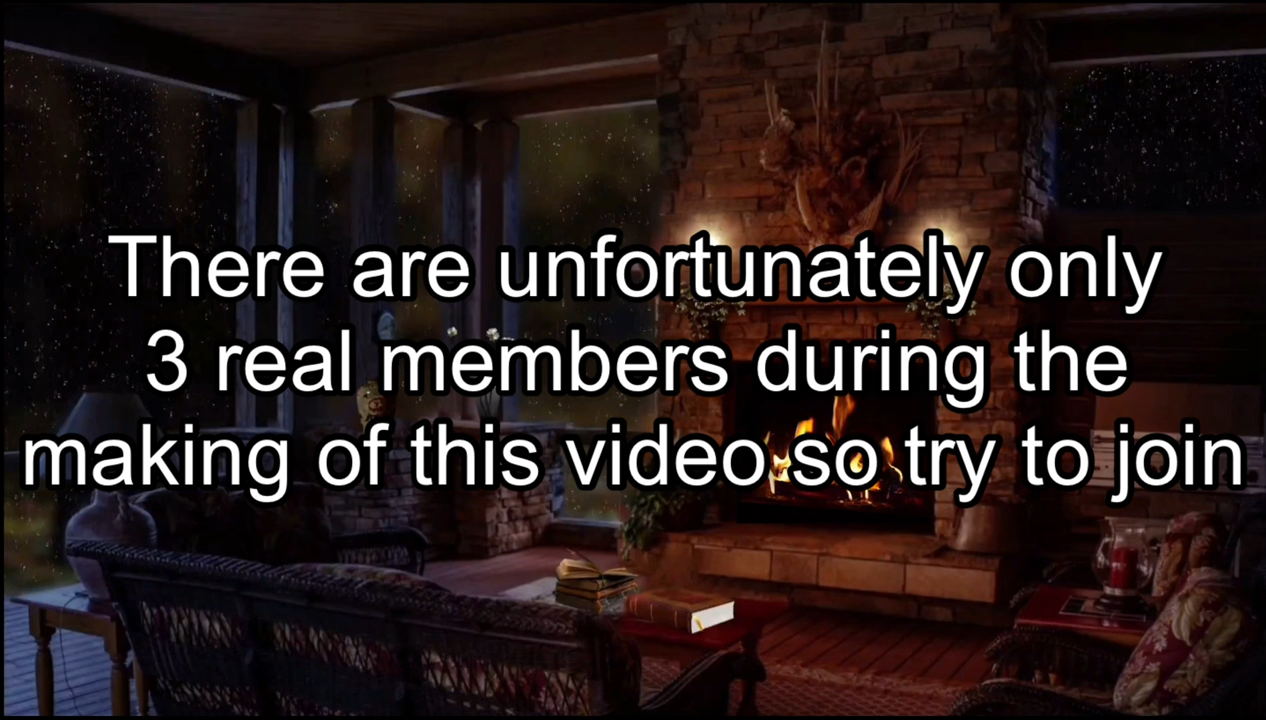 There are unfortunately only
3 real members during the
making of this video so try to join